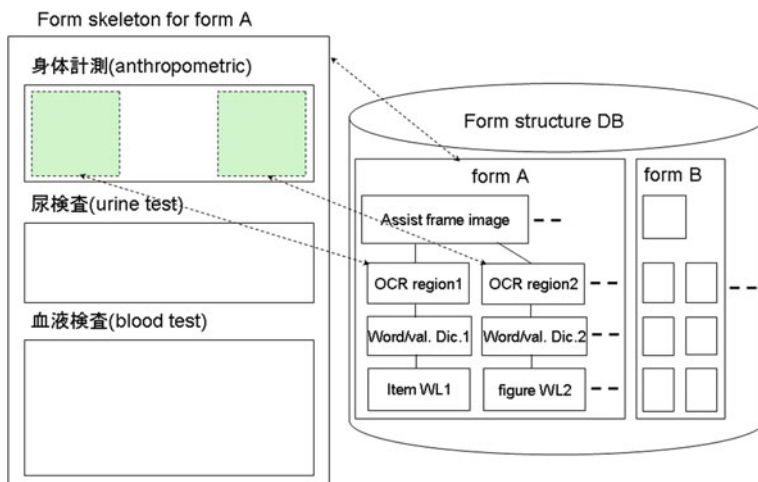 Form skeleton for form A
身体計測(anthropometric)
尿検査(urine test)
血液検査(blood test)
Form structure DB
form A
Assist frame image
OCR region1
OCR region2
Word/val. Dic.1
Word/val. Dic.2
Item WL1
figure WL2
form B